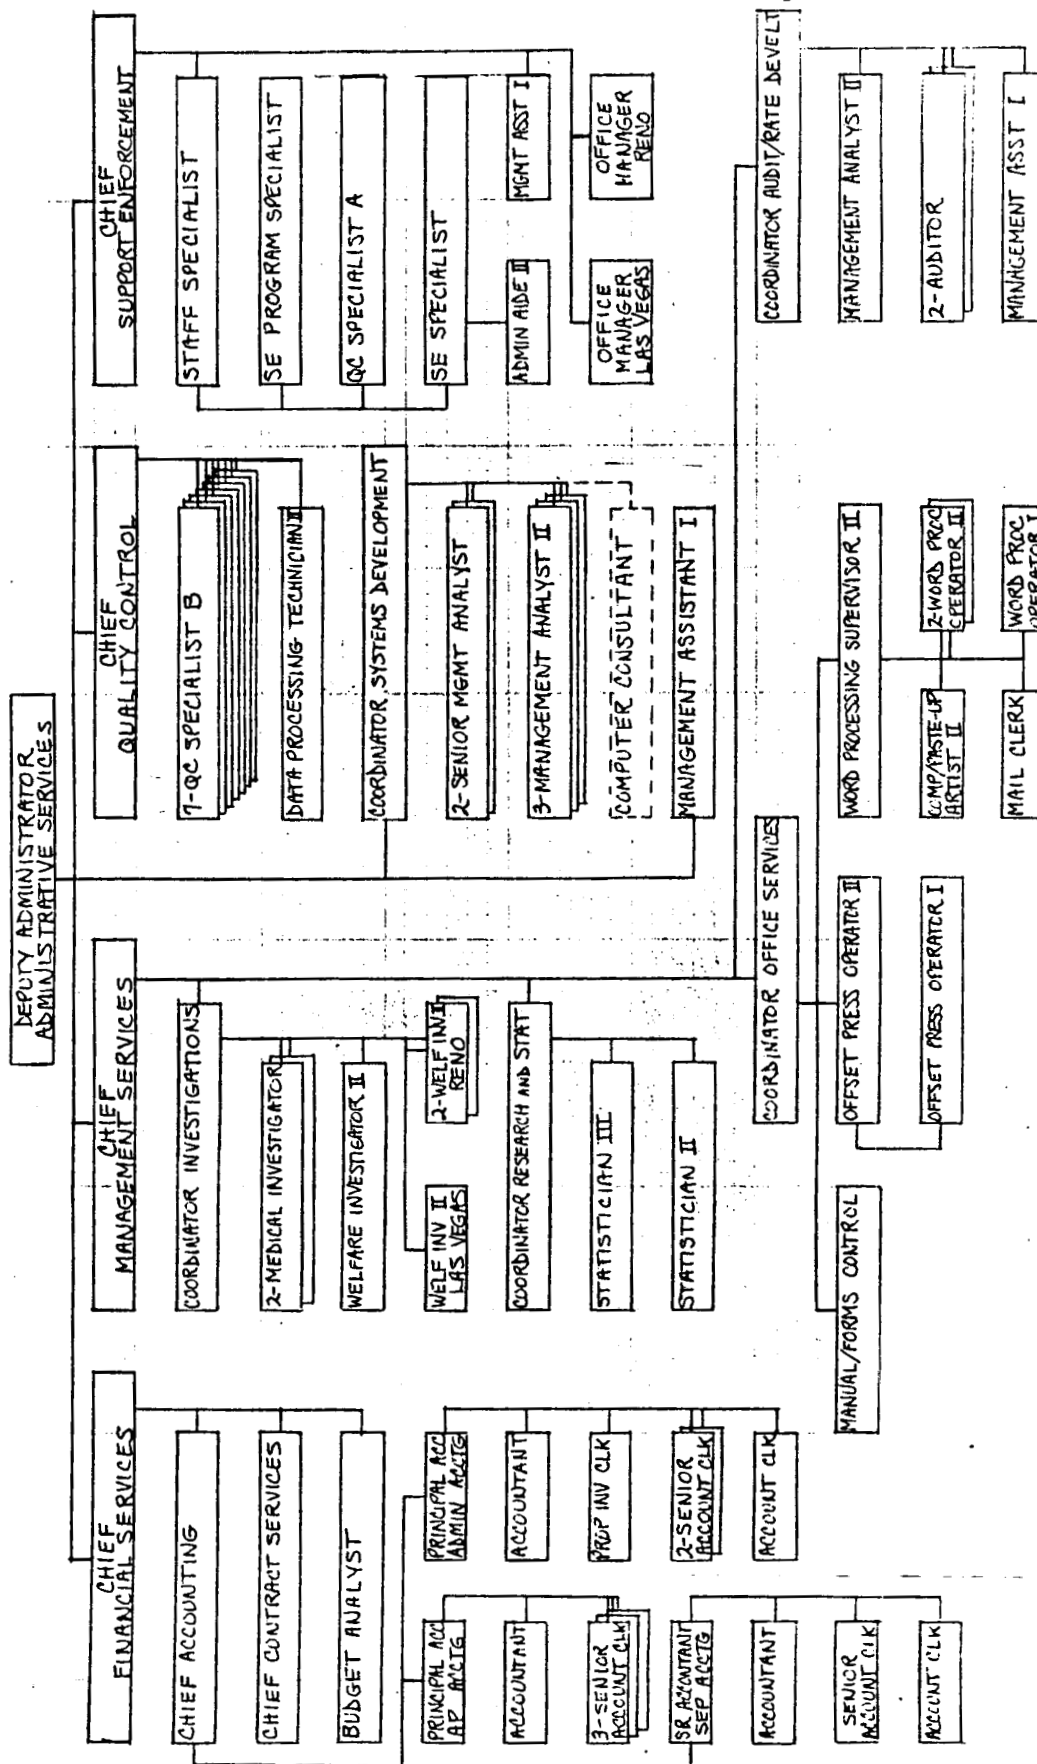 DEPUTY ADMINISTRATOR
ADMINISTRATIVE SERVICES
CHIEF
FINANCIAL SERVICES
CHIEF ACCOUNTING
CHIEF CONTRACT SERVICES
BUDGET ANALYST
PRINCIPAL ACC
AP ACCTG
ACCOUNTANT
3-SENIOR
ACCOUNT CLK
SR ACCOUNTANT
SEP ACCTG
ACCOUNTANT
SENIOR
ACCOUNT CLK
ACCOUNT CLK
PRINCIPAL ACC
ADMIN ACCTG
ACCOUNTANT
PROP INV CLK
2-SENIOR
ACCOUNT CLK
ACCOUNT CLK
CHIEF
MANAGEMENT SERVICES
COORDINATOR INVESTIGATIONS
2-MEDICAL INVESTIGATOR
WELFARE INVESTIGATOR II
WELF INV II
LAS VEGAS
2-WELF INV II
RENO
COORDINATOR RESEARCH AND STAT
STATISTICIAN III
STATISTICIAN II
COORDINATOR OFFICE SERVICES
MANUAL/FORMS CONTROL
OFFSET PRESS OPERATOR II
OFFSET PRESS OPERATOR I
WORD PROCESSING SUPERVISOR II
COMP/PASTE-UP
ARTIST II
2-WORD PROC
OPERATOR II
MAIL CLERK
WORD PROC
OPERATOR I
COORDINATOR AUDIT/RATE DEVELT
MANAGEMENT ANALYST II
2-AUDITOR
MANAGEMENT ASST I
CHIEF
QUALITY CONTROL
7-QC SPECIALIST B
DATA PROCESSING TECHNICIAN II
COORDINATOR SYSTEMS DEVELOPMENT
2-SENIOR MGMT ANALYST
3-MANAGEMENT ANALYST II
COMPUTER CONSULTANT
MANAGEMENT ASSISTANT I
CHIEF
SUPPORT ENFORCEMENT
STAFF SPECIALIST
SE PROGRAM SPECIALIST
QC SPECIALIST A
SE SPECIALIST
ADMIN AIDE II
MGMT ASST I
OFFICE
MANAGER
LAS VEGAS
OFFICE
MANAGER
RENO